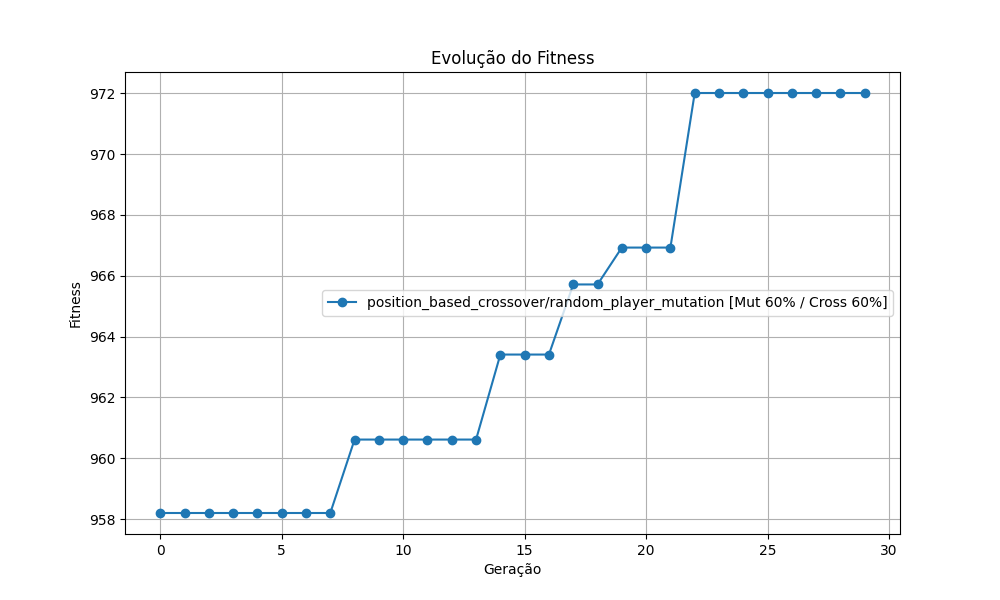 Evolução do Fitness
Fitness
972
970
968
966
964
962
960
958
position_based_crossover/random_player_mutation [Mut 60% / Cross 60%]
0 5 10 15 20 25 30
Geração